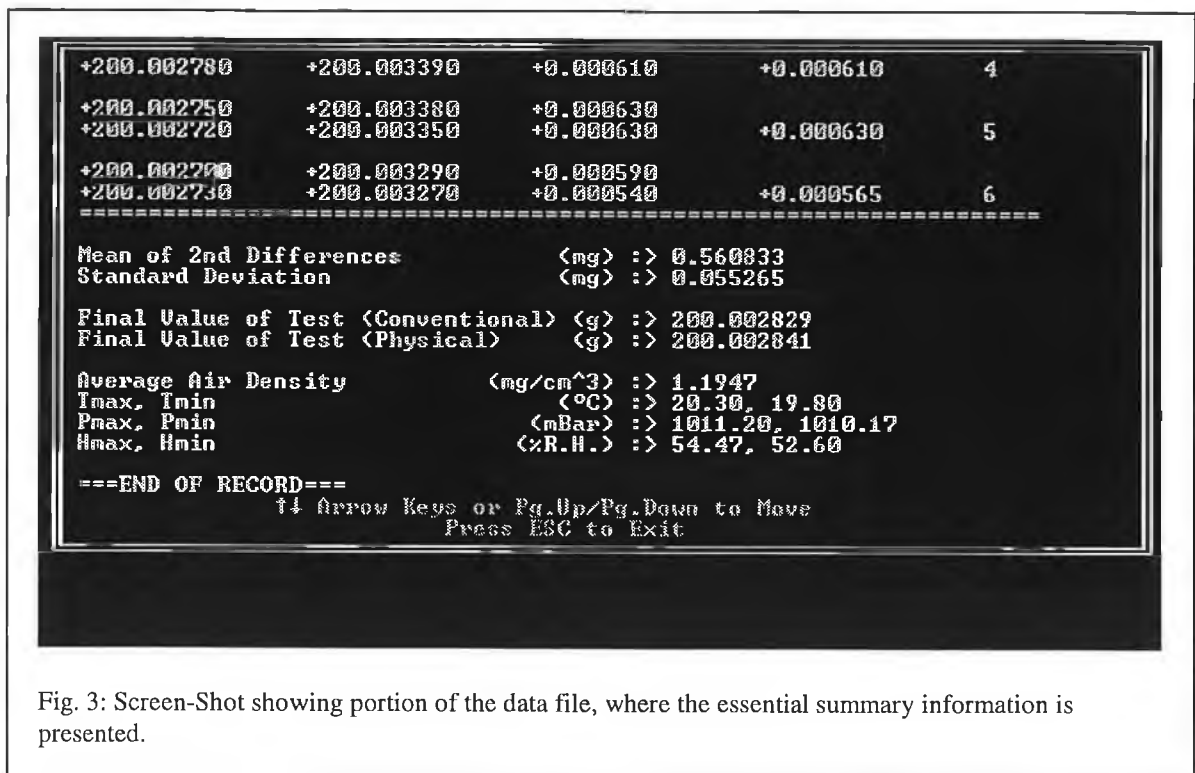 +200.002780 +200.003390 +0.000610 +0.000610 4
+200.002750 +200.003380 +0.000630
+200.002720 +200.003350 +0.000630 +0.000630 5
+200.002700 +200.003290 +0.000590
+200.002730 +200.003270 +0.000540 +0.000565 6
================================================================================
Mean of 2nd Differences (mg) :> 0.560833
Standard Deviation (mg) :> 0.055265
Final Value of Test (Conventional) (g) :> 200.002829
Final Value of Test (Physical) (g) :> 200.002841
Average Air Density (mg/cm^3) :> 1.1947
Tmax, Tmin (ºC) :> 20.30, 19.80
Pmax, Pmin (mBar) :> 1011.20, 1010.17
Hmax, Hmin (%R.H.) :> 54.47, 52.60
===END OF RECORD===
↑↓ Arrow Keys or Pg.Up/Pg.Down to Move
Press ESC to Exit
Fig. 3: Screen-Shot showing portion of the data file, where the essential summary information is
presented.